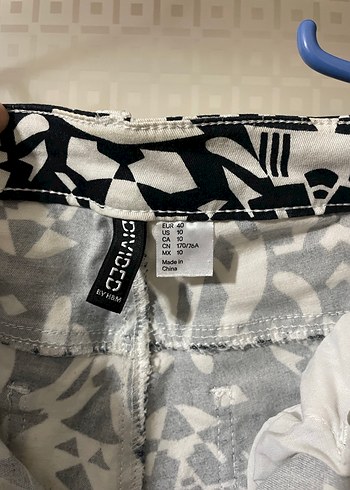 DIVIDED
BY H&M
EUR 40
US 10
CA 10
CN 170/76A
MX 10
Made in
China